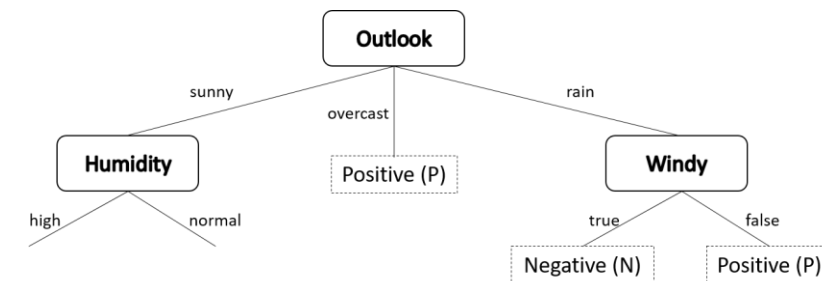 Outlook
sunny
overcast
rain
Humidity
Positive (P)
Windy
high
normal
true
false
Negative (N)
Positive (P)